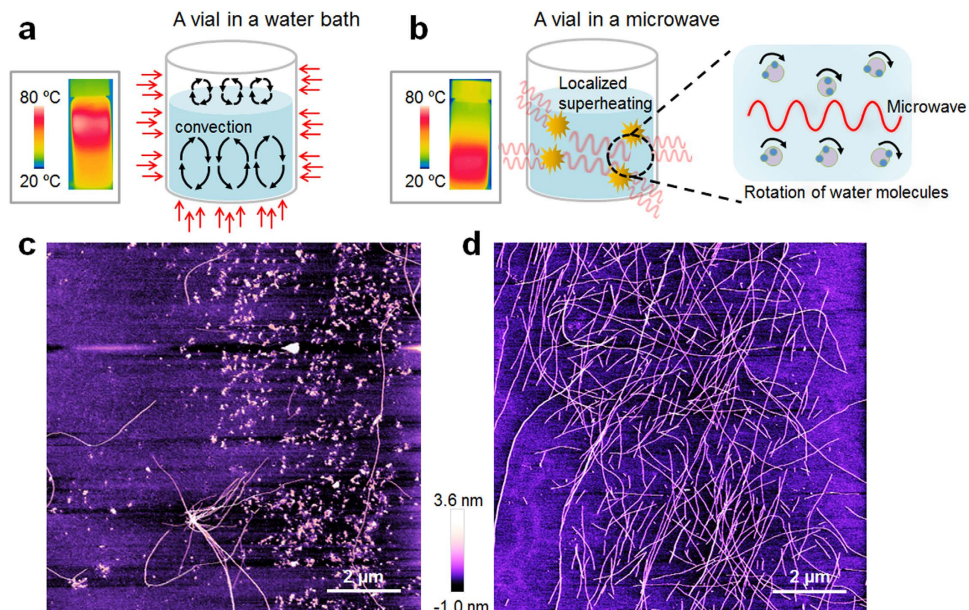 a
A vial in a water bath
80 ºC
20 ºC
convection
b
A vial in a microwave
80 ºC
20 ºC
Localized
superheating
Microwave
Rotation of water molecules
c
2 µm
3.6 nm
-1.0 nm
d
2 µm